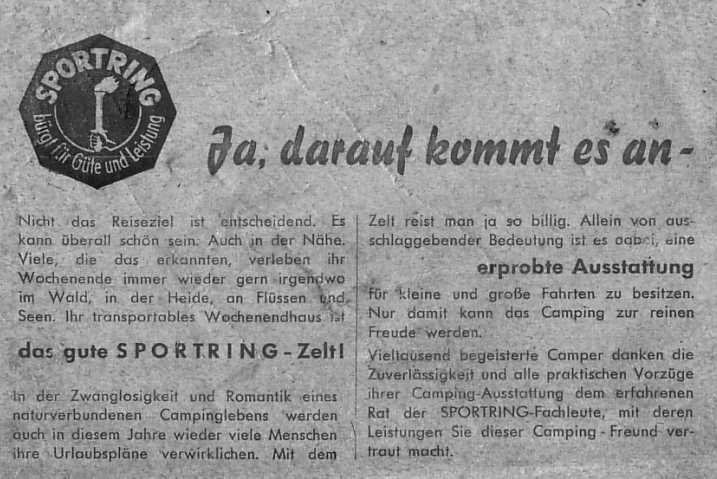 SPORTRING
bürgt für Güte und Leistung
Ja, darauf kommt es an-
Nicht das Reiseziel ist entscheidend. Es
kann überall schön sein. Auch in der Nähe.
Viele, die das erkannten, verleben ihr
Wochenende immer wieder gern irgendwo
im Wald, in der Heide, an Flüssen und
Seen. Ihr transportables Wochenendhaus ist
das gute SPORTRING-Zelt!
In der Zwanglosigkeit und Romantik eines
naturverbundenen Campinglebens werden
auch in diesem Jahre wieder viele Menschen
ihre Urlaubspläne verwirklichen. Mit dem
Zelt reist man ja so billig. Allein von aus-
schlaggebender Bedeutung ist es dabei, eine
erprobte Ausstattung
für kleine und große Fahrten zu besitzen.
Nur damit kann das Camping zur reinen
Freude werden.
Vieltausend begeisterte Camper danken die
Zuverlässigkeit und alle praktischen Vorzüge
ihrer Camping-Ausstattung dem erfahrenen
Rat der SPORTRING-Fachleute, mit deren
Leistungen Sie dieser Camping-Freund ver-
traut macht.